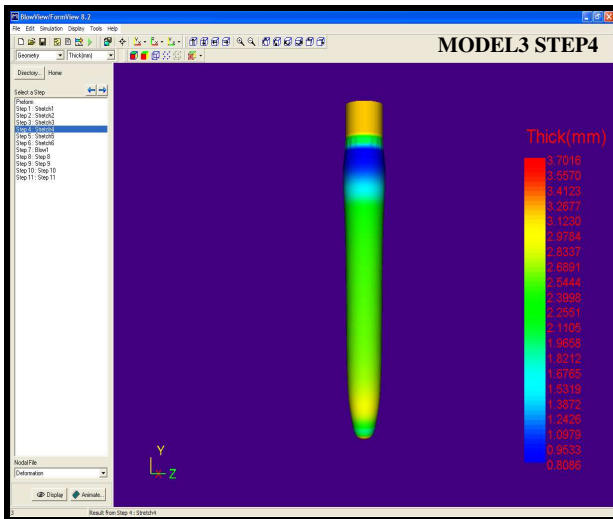 BlowView/FormView 8.2
File Edit Simulation Display Tools Help
MODEL3 STEP4
Geometry Thick(mm)
Directory... Home
Select a Step
Preform
Step 1 : Stretch1
Step 2 : Stretch2
Step 3 : Stretch3
Step 4 : Stretch4
Step 5 : Stretch5
Step 6 : Stretch6
Step 7 : Blow1
Step 8 : Step 8
Step 9 : Step 9
Step 10 : Step 10
Step 11 : Step 11
Thick(mm)
3.7016
3.5570
3.4123
3.2677
3.1230
2.9784
2.8337
2.6891
2.5444
2.3998
2.2551
2.1105
1.9658
1.8212
1.6765
1.5319
1.3872
1.2426
1.0979
0.9533
0.8086
Y
X Z
Nodal File
Deformation
Display Animate...
3 Result from Step 4 : Stretch4